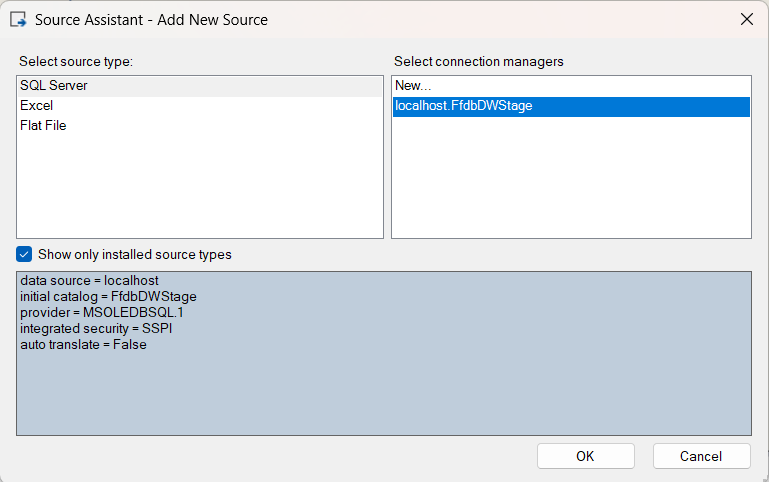 Source Assistant - Add New Source
Select source type:
SQL Server
Excel
Flat File
Select connection managers
New...
localhost.FfdbDWStage
Show only installed source types
data source = localhost
initial catalog = FfdbDWStage
provider = MSOLEDBSQL.1
integrated security = SSPI
auto translate = False
OK
Cancel